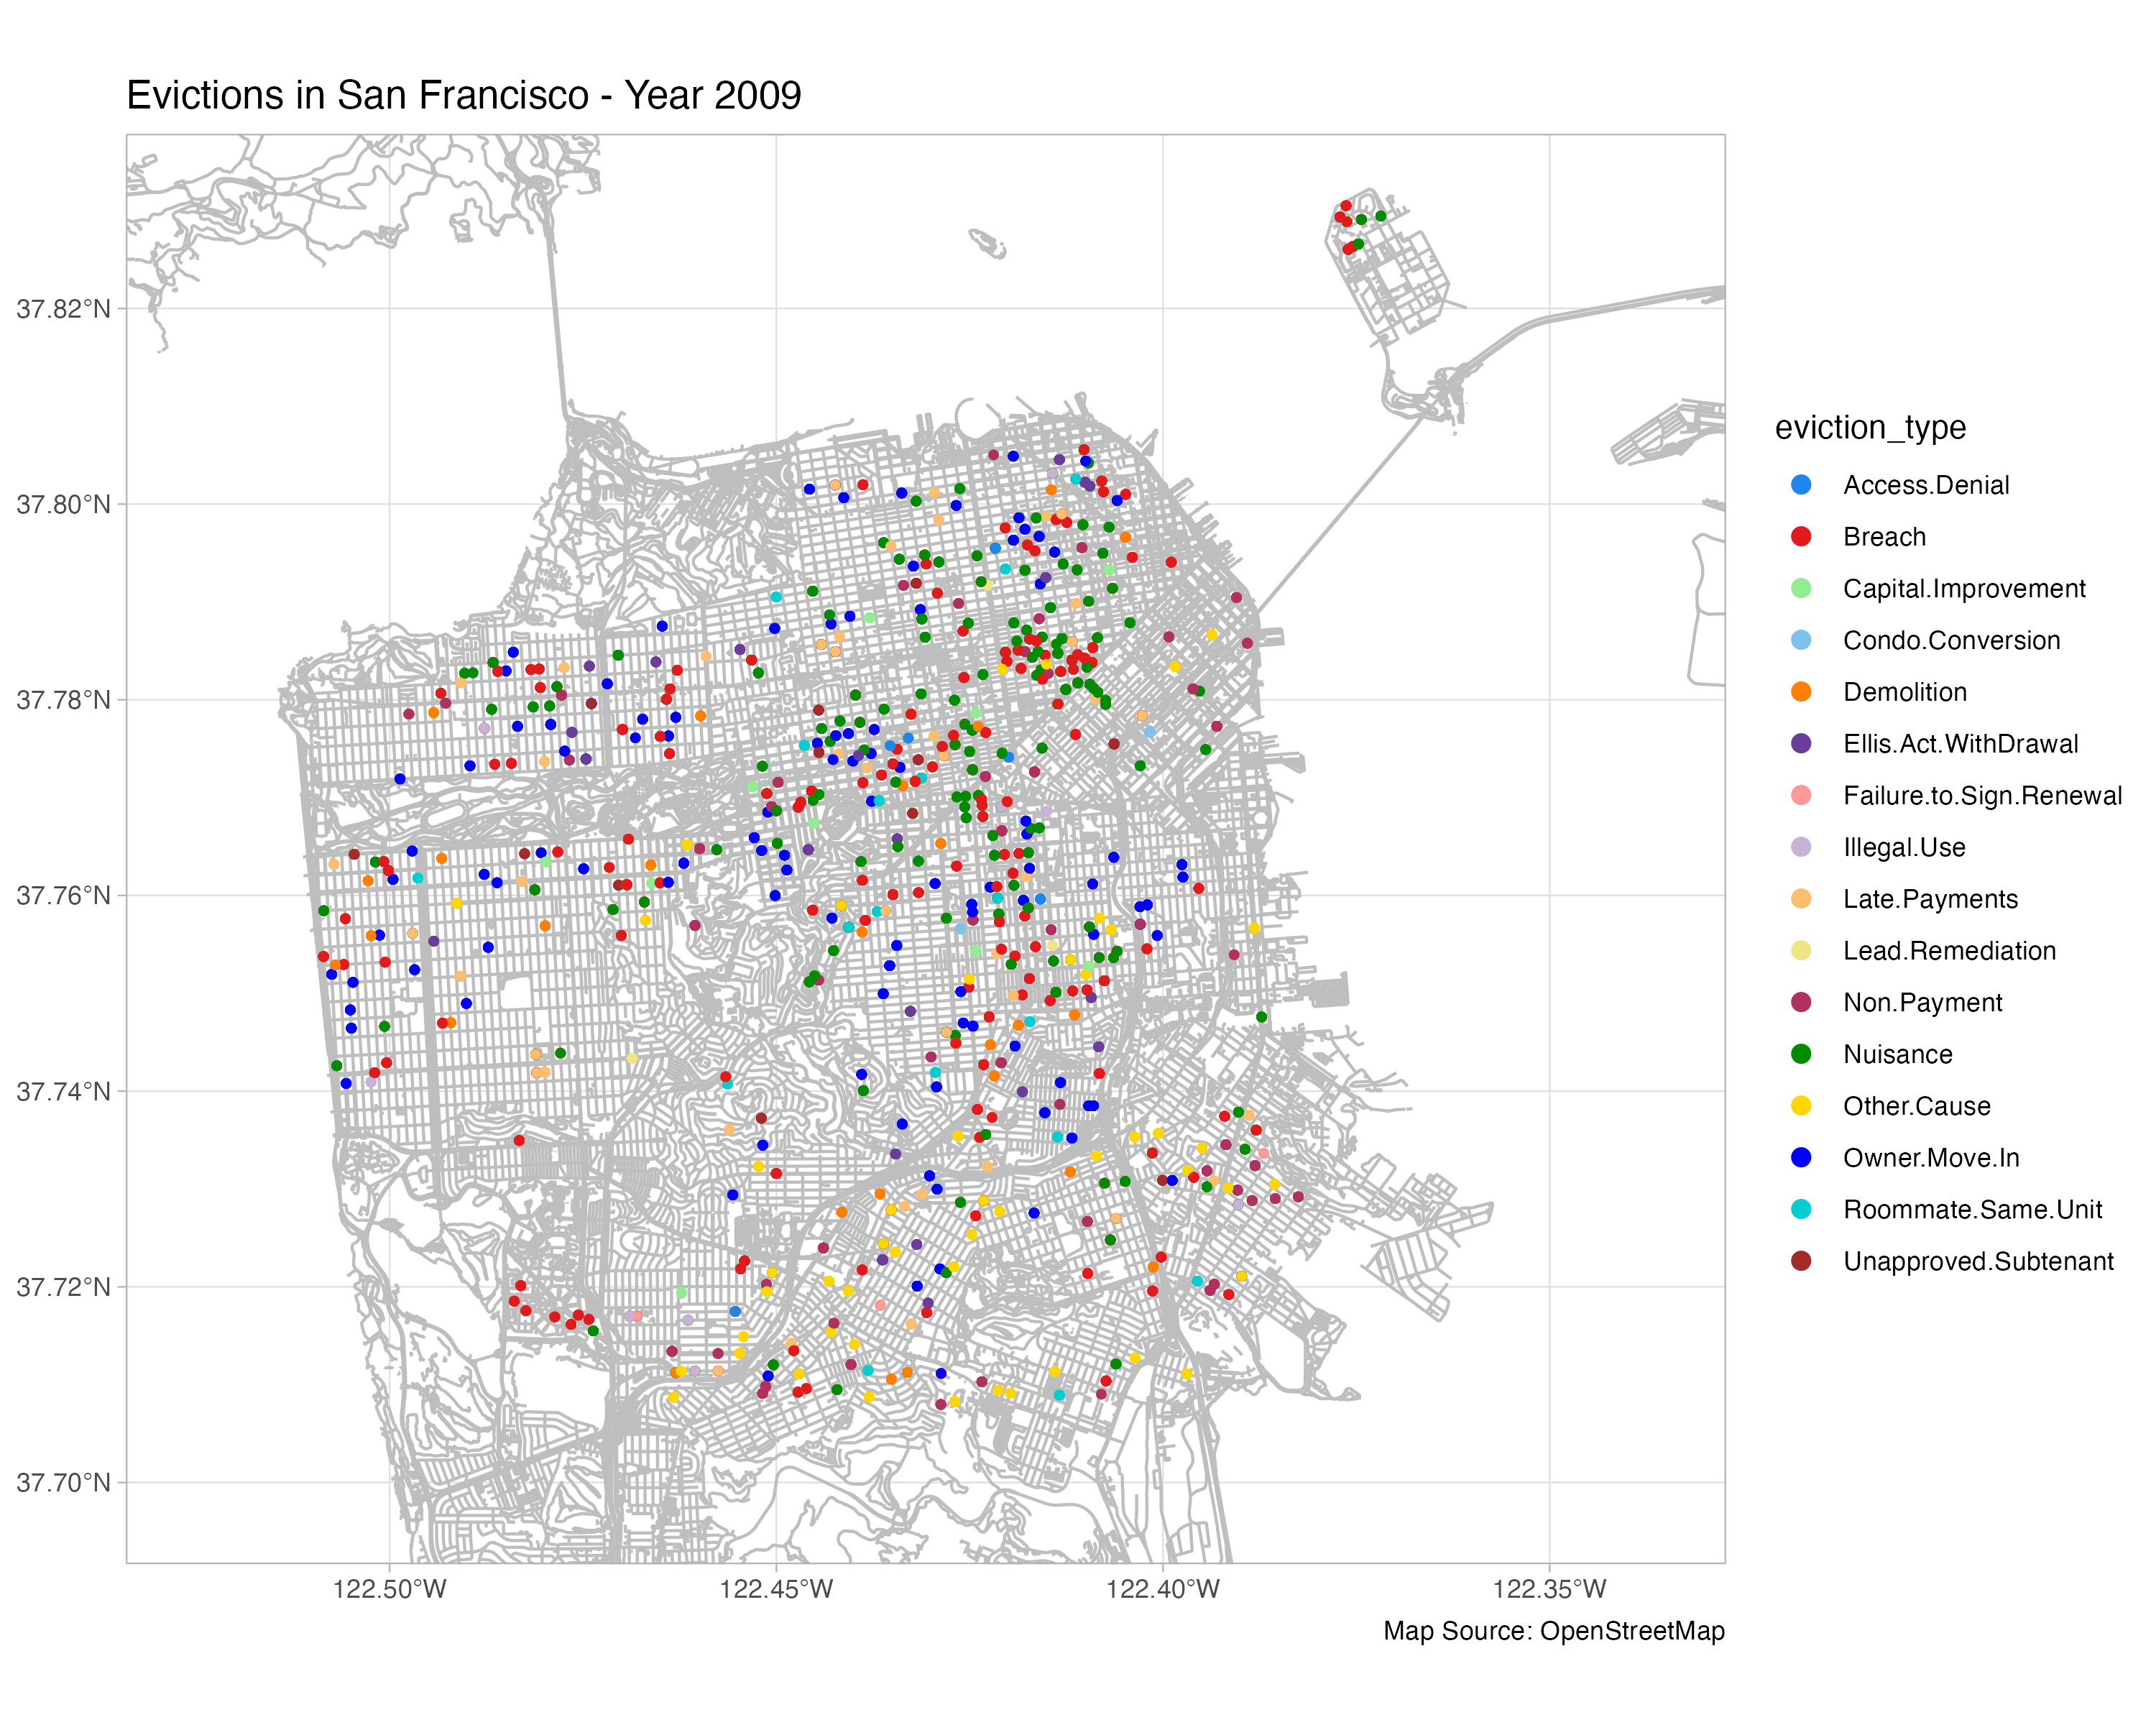 Evictions in San Francisco - Year 2009
37.82°N
37.80°N
37.78°N
37.76°N
37.74°N
37.72°N
37.70°N
122.50°W
122.45°W
122.40°W
122.35°W
Map Source: OpenStreetMap
eviction_type
Access.Denial
Breach
Capital.Improvement
Condo.Conversion
Demolition
Ellis.Act.WithDrawal
Failure.to.Sign.Renewal
Illegal.Use
Late.Payments
Lead.Remediation
Non.Payment
Nuisance
Other.Cause
Owner.Move.In
Roommate.Same.Unit
Unapproved.Subtenant